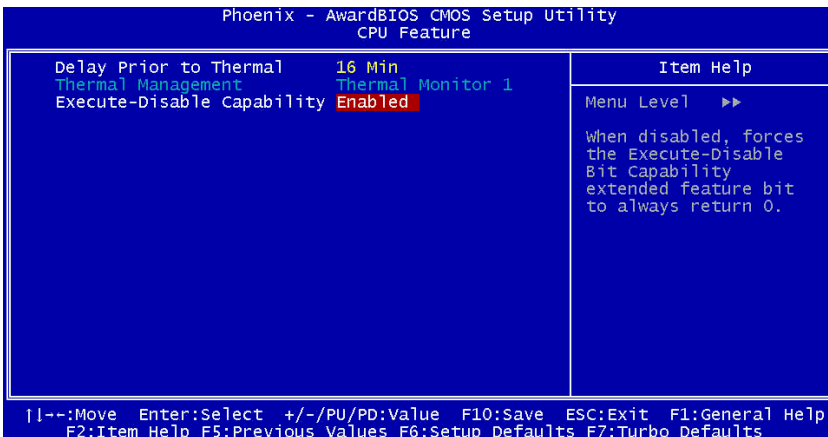 Phoenix - AwardBIOS CMOS Setup Utility
CPU Feature
Delay Prior to Thermal 16 Min
Thermal Management Thermal Monitor 1
Execute-Disable Capability Enabled
Item Help
Menu Level ▶▶
When disabled, forces
the Execute-Disable
Bit Capability
extended feature bit
to always return 0.
↑↓→←:Move Enter:Select +/-/PU/PD:Value F10:Save ESC:Exit F1:General Help
F2:Item Help F5:Previous Values F6:Setup Defaults F7:Turbo Defaults